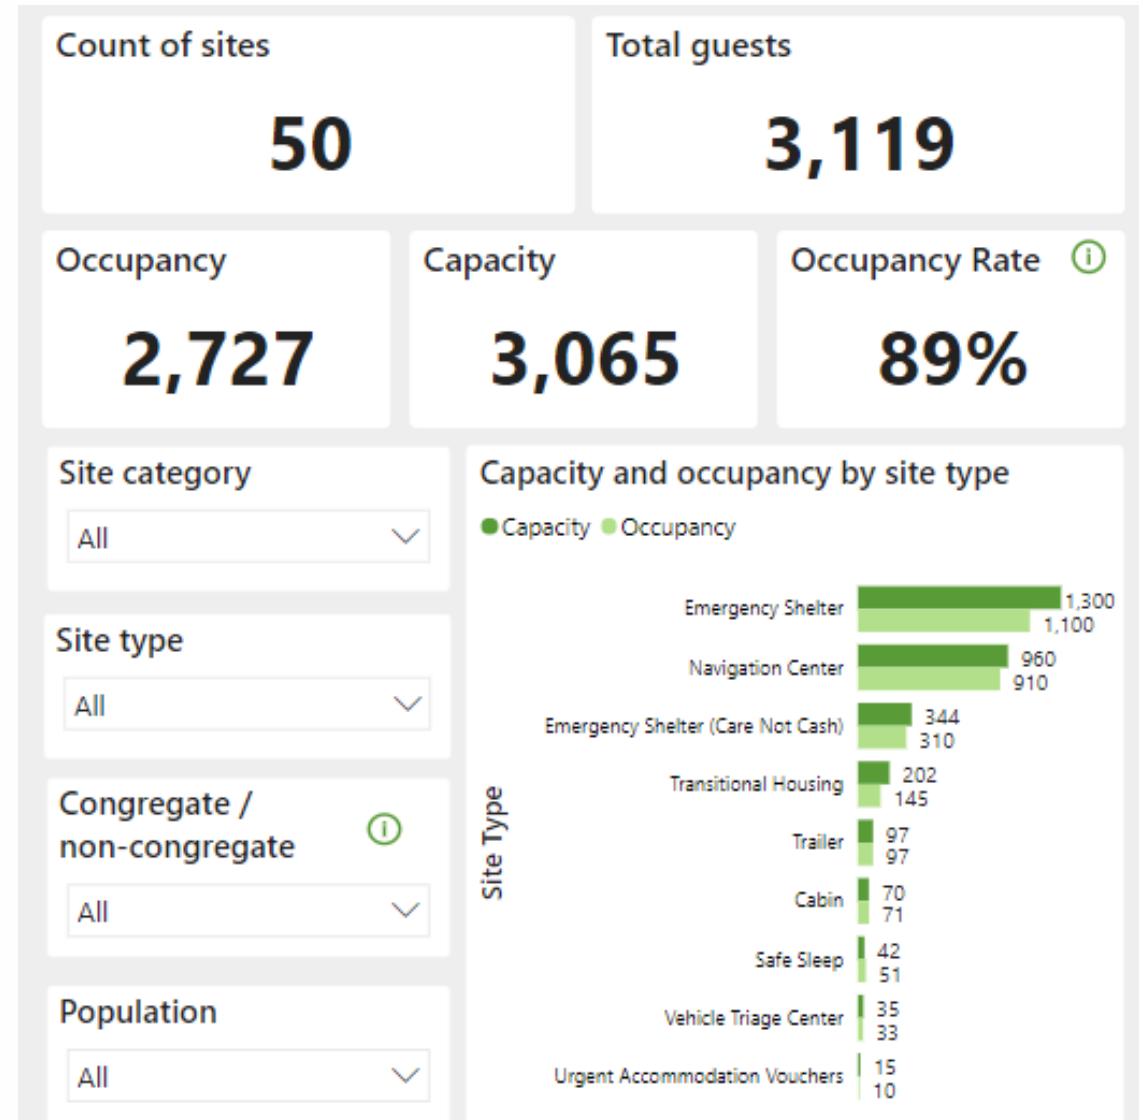 Count of sites
50
Total guests
3,119
Occupancy
2,727
Capacity
3,065
Occupancy Rate
89%
Site category
All
Site type
All
Congregate /
non-congregate
All
Population
All
Capacity and occupancy by site type
Capacity Occupancy
Site Type
Emergency Shelter 1,300
1,100
Navigation Center 960
910
Emergency Shelter (Care Not Cash) 344
310
Transitional Housing 202
145
Trailer 97
97
Cabin 70
71
Safe Sleep 42
51
Vehicle Triage Center 35
33
Urgent Accommodation Vouchers 15
10